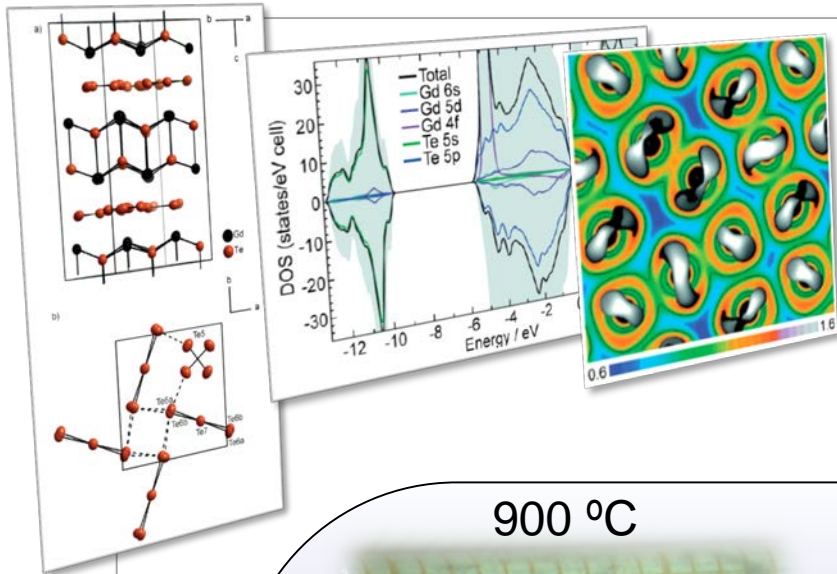 a)
b
a
c
Gd
Te
b)
b
a
Te5
Te6a
Te6b
Te7
Te6b
Te6a
Total
Gd 6s
Gd 5d
Gd 4f
Te 5s
Te 5p
DOS (states/eV cell)
30
20
10
0
-10
-20
-30
-12
-10
-8
-6
-4
-2
Energy / eV
0.6
1.6
900 ºC